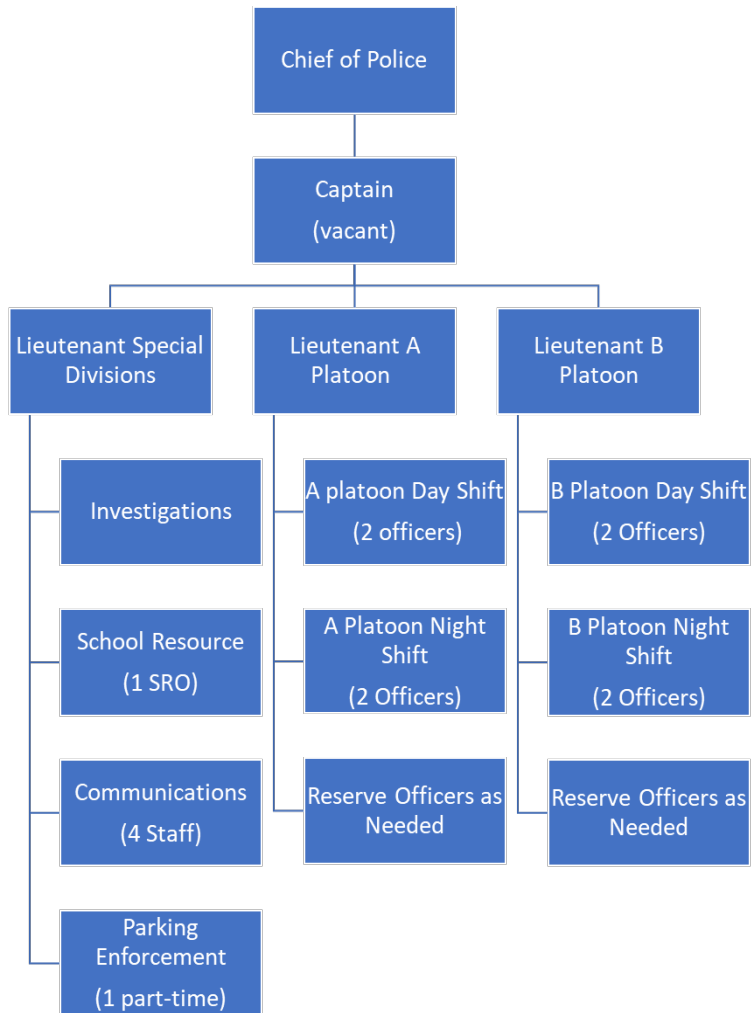 Chief of Police
Captain
(vacant)
Lieutenant Special
Divisions
Lieutenant A
Platoon
Lieutenant B
Platoon
Investigations
School Resource
(1 SRO)
Communications
(4 Staff)
Parking
Enforcement
(1 part-time)
A platoon Day Shift
(2 officers)
A Platoon Night
Shift
(2 Officers)
Reserve Officers as
Needed
B Platoon Day Shift
(2 Officers)
B Platoon Night
Shift
(2 Officers)
Reserve Officers as
Needed